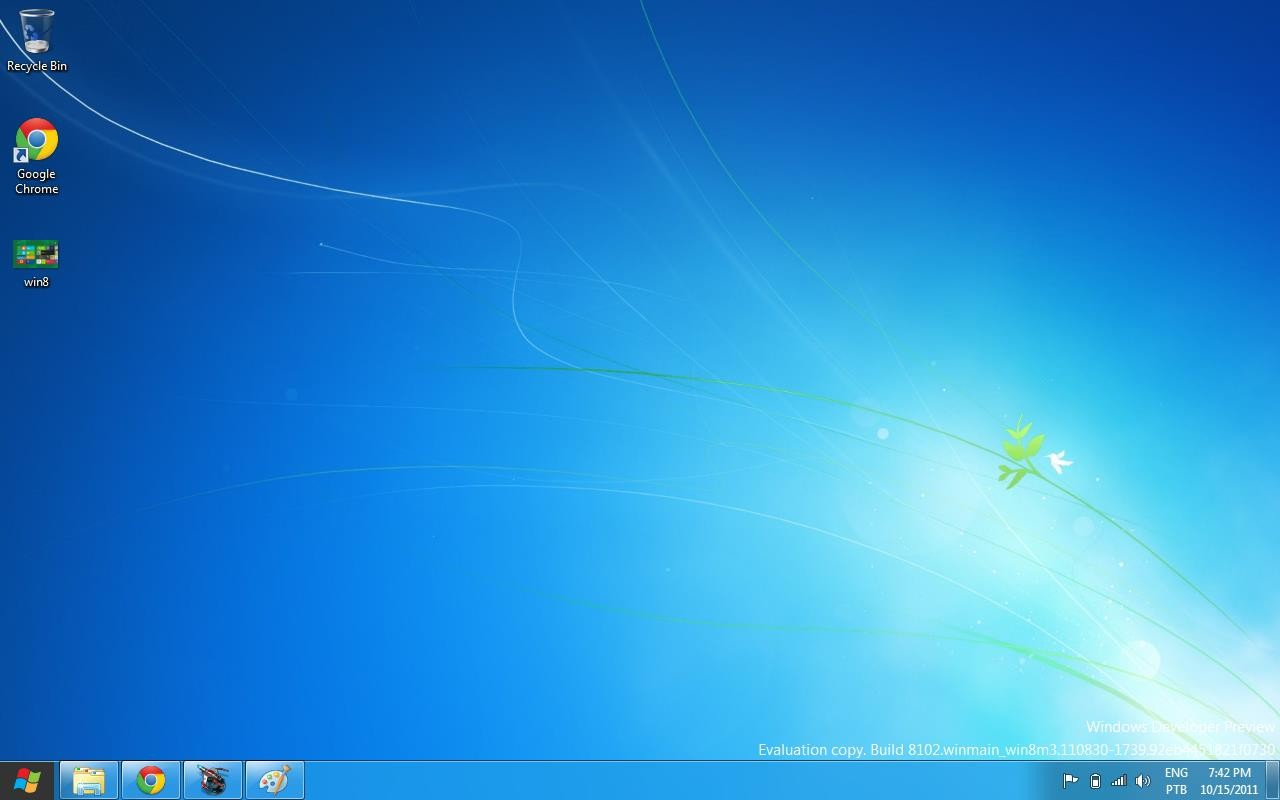 Recycle Bin
Google
Chrome
win8
Windows Developer Preview
Evaluation copy. Build 8102.winmain_win8m3.110830-1739.92eb4451821f0730
ENG
7:42 PM
PTB
10/15/2011